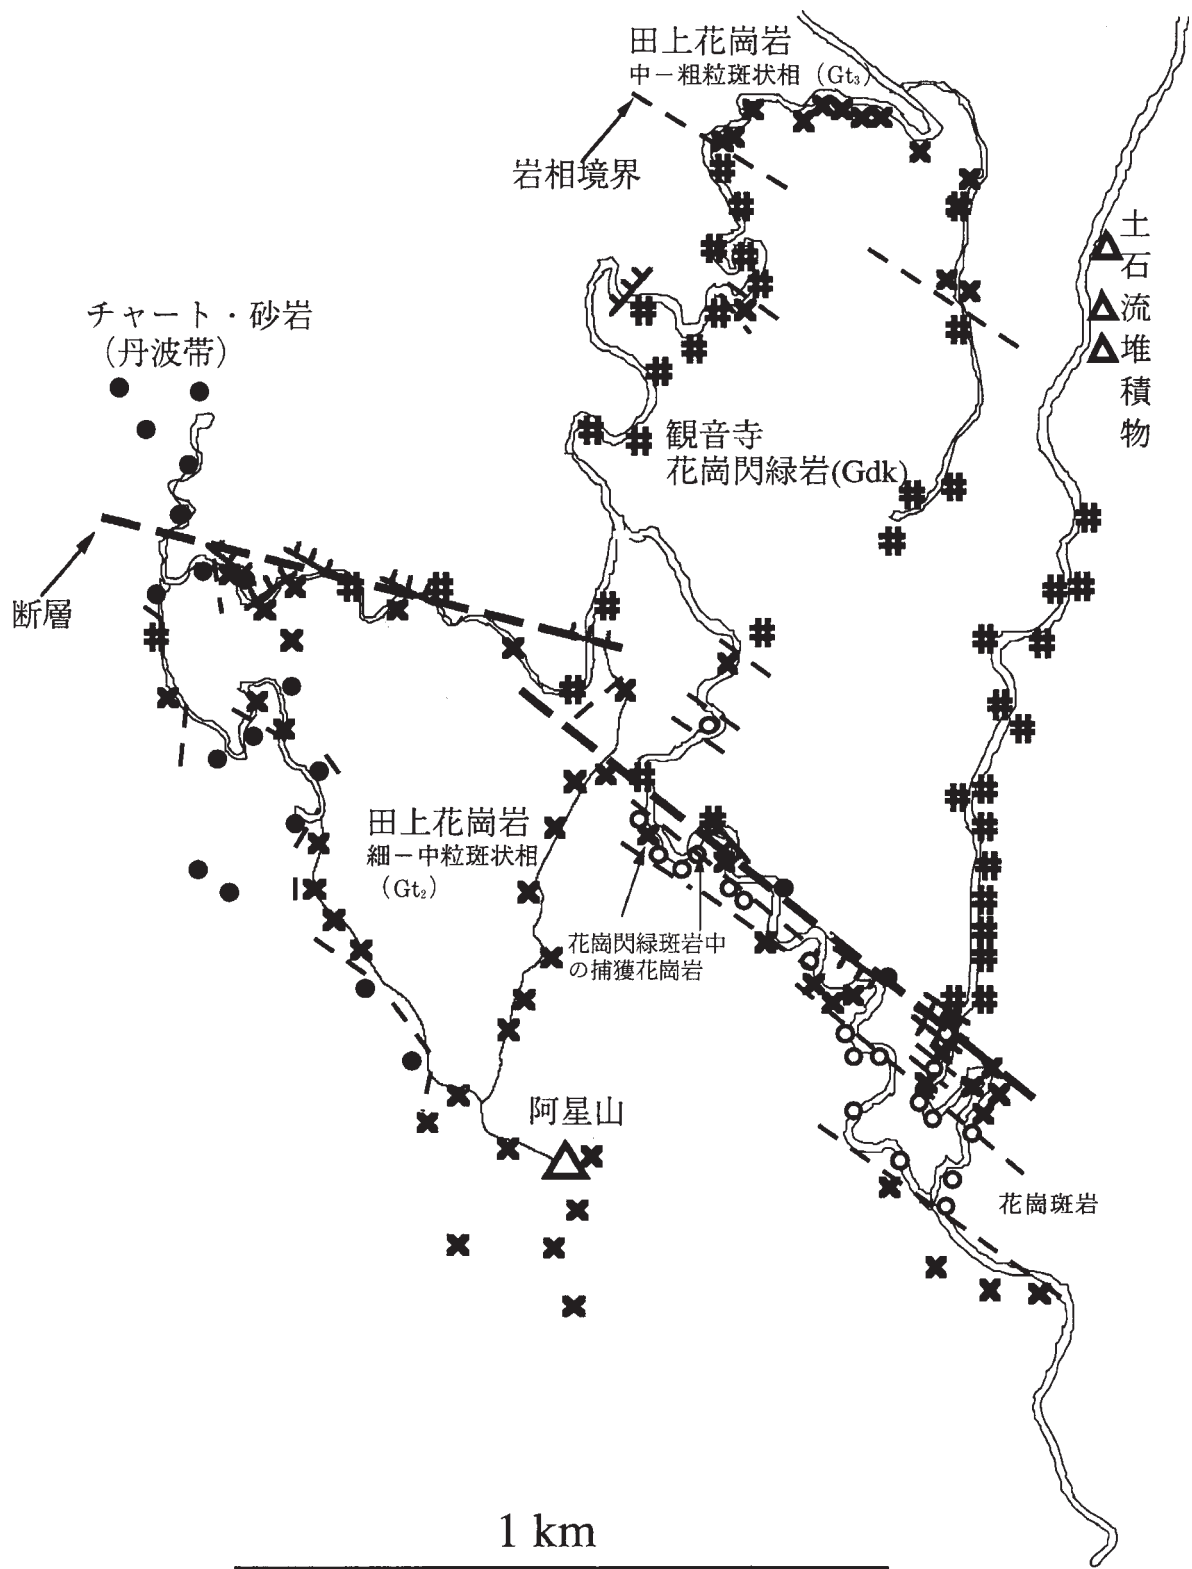 田上花崗岩
中－粗粒斑状相（Gt₃）
岩相境界
土石流堆積物
チャート・砂岩
（丹波帯）
観音寺
花崗閃緑岩(Gdk)
断層
田上花崗岩
細－中粒斑状相
（Gt₂）
花崗閃緑斑岩中
の捕獲花崗岩
阿星山
花崗斑岩
1 km